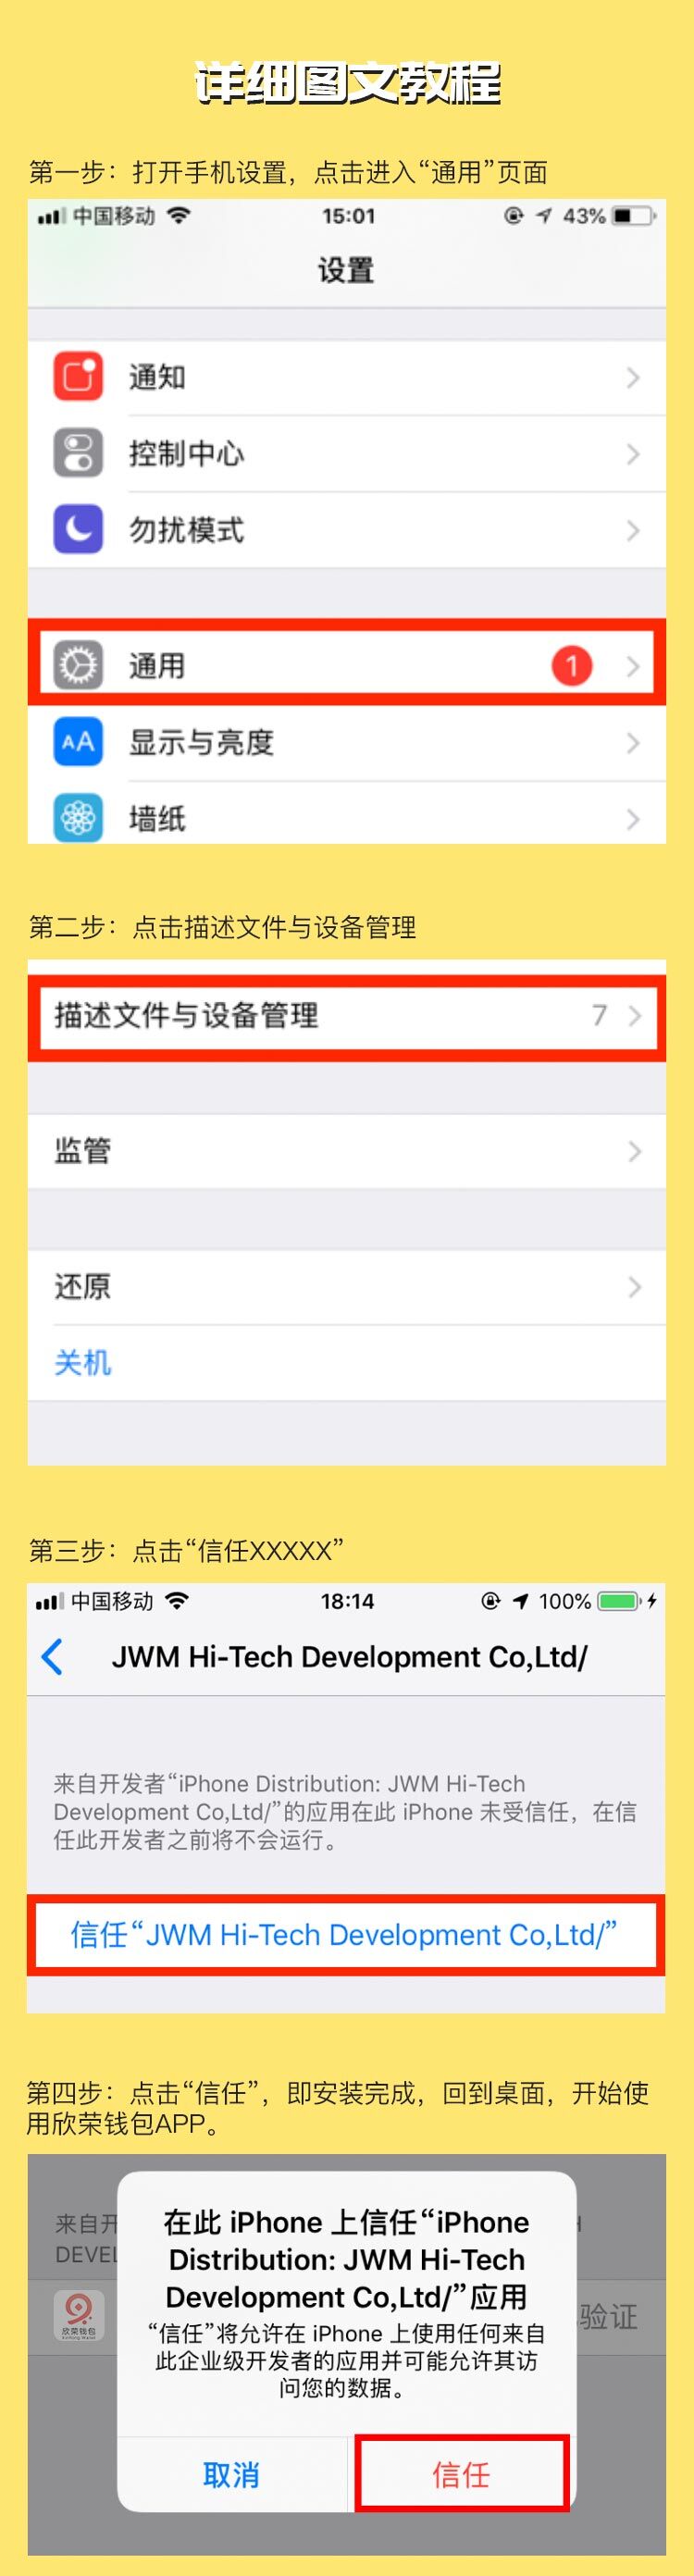 详细图文教程
第一步：打开手机设置，点击进入“通用”页面
中国移动 15:01 43%
设置
通知
控制中心
勿扰模式
通用 1
AA 显示与亮度
墙纸
第二步：点击描述文件与设备管理
描述文件与设备管理 7
监管
还原
关机
第三步：点击“信任XXXXX”
中国移动 18:14 100%
JWM Hi-Tech Development Co,Ltd/
来自开发者“iPhone Distribution: JWM Hi-Tech
Development Co,Ltd/”的应用在此 iPhone 未受信任，在信
任此开发者之前将不会运行。
信任“JWM Hi-Tech Development Co,Ltd/”
第四步：点击“信任”，即安装完成，回到桌面，开始使
用欣荣钱包APP。
来自开
DEVEL
在此 iPhone 上信任“iPhone
Distribution: JWM Hi-Tech
Development Co,Ltd/”应用
“信任”将允许在 iPhone 上使用任何来自
此企业级开发者的应用并可能允许其访
问您的数据。
欣荣钱包
验证
取消 信任